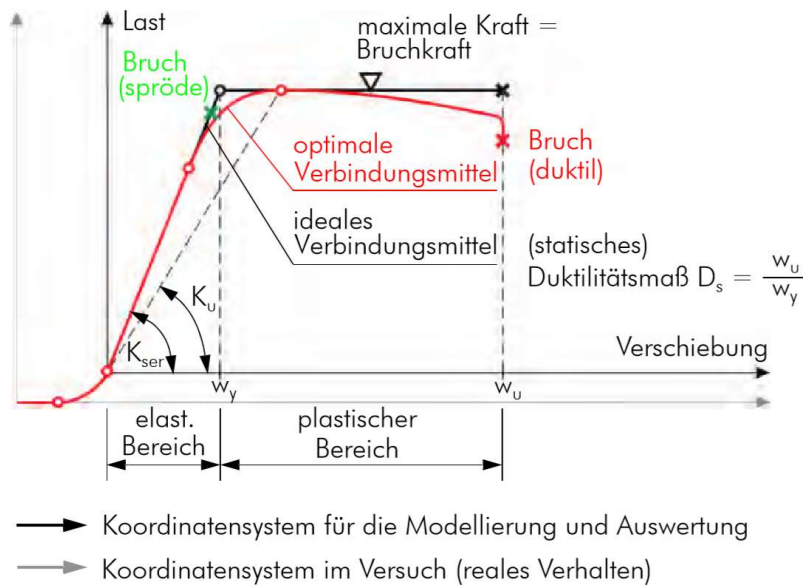 Last
maximale Kraft =
Bruchkraft
Bruch
(spröde)
optimale
Verbindungsmittel
Bruch
(duktil)
ideales
Verbindungsmittel
(statisches)
Duktilitätsmaß D_s = w_u / w_y
K_u
K_ser
Verschiebung
w_y
w_u
elast.
Bereich
plastischer
Bereich
Koordinatensystem für die Modellierung und Auswertung
Koordinatensystem im Versuch (reales Verhalten)